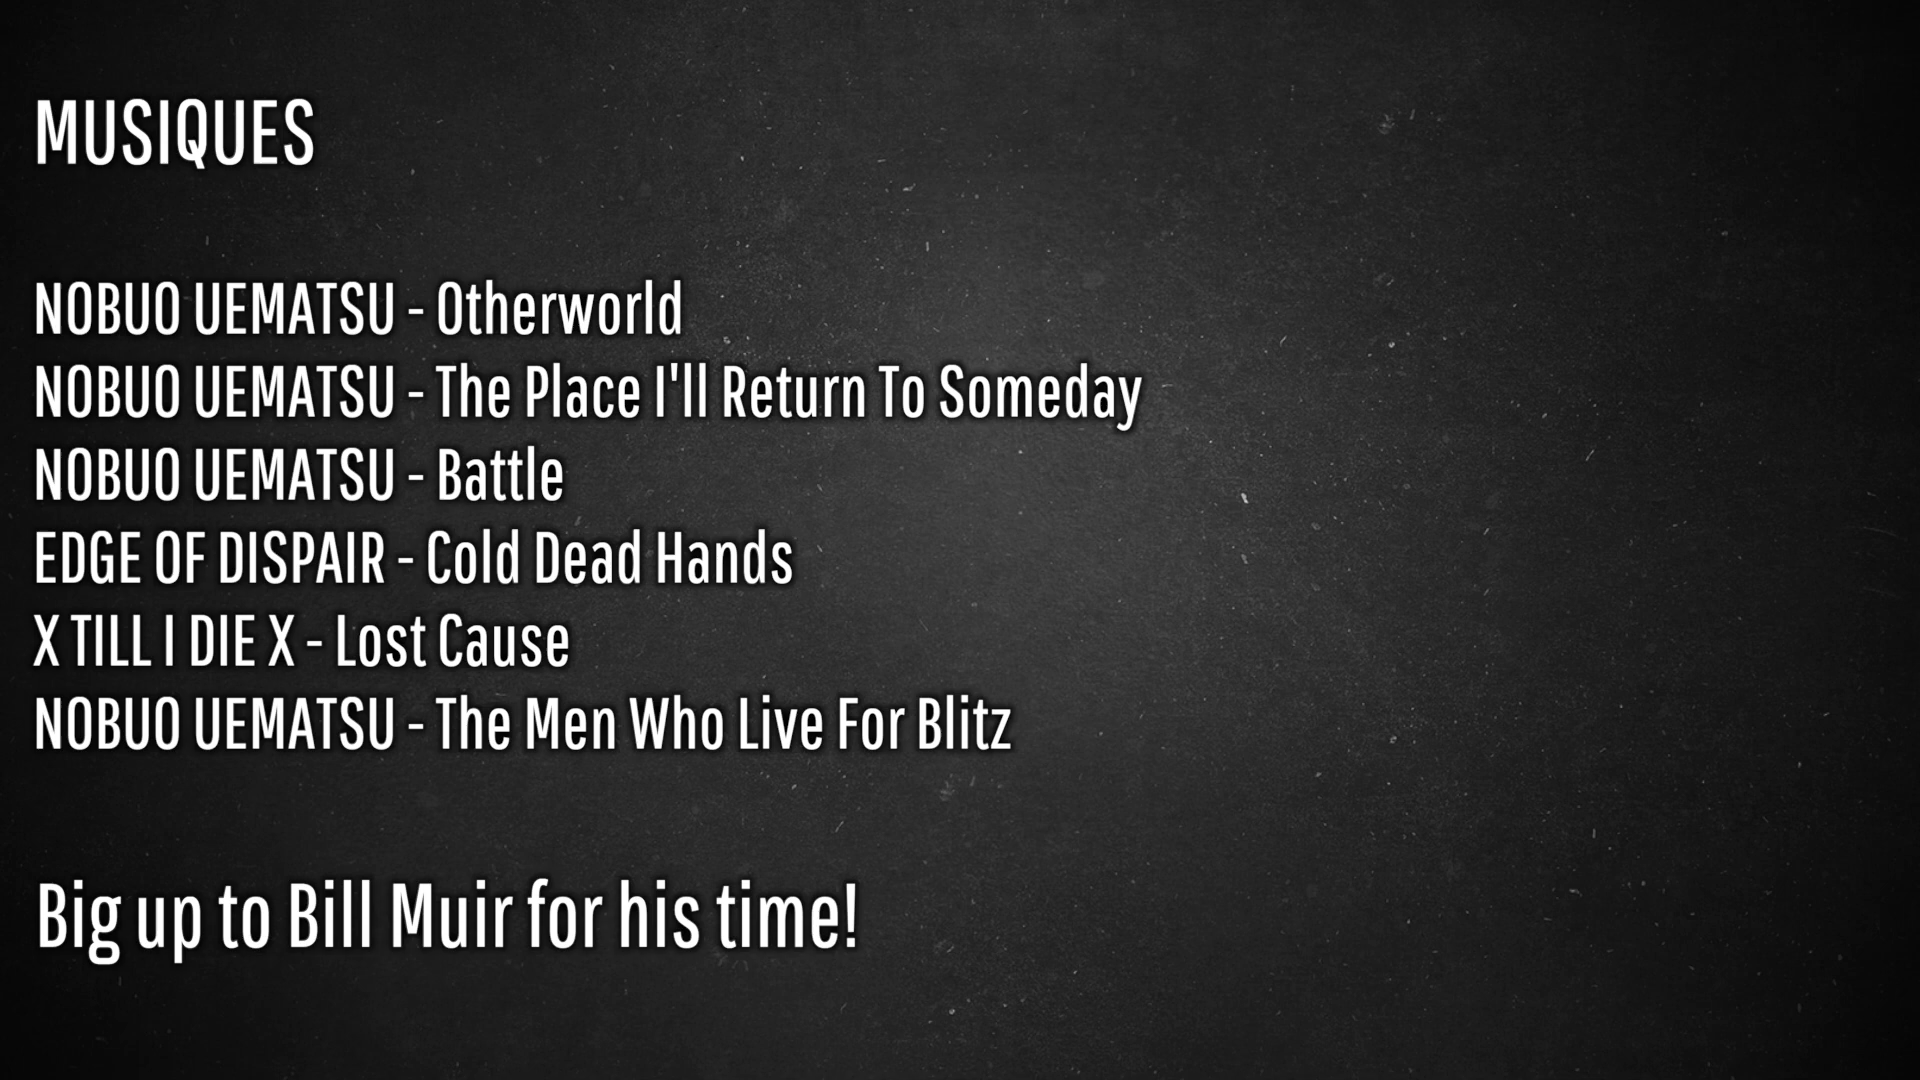 MUSIQUES
NOBUO UEMATSU - Otherworld
NOBUO UEMATSU - The Place I'll Return To Someday
NOBUO UEMATSU - Battle
EDGE OF DISPAIR - Cold Dead Hands
X TILL I DIE X - Lost Cause
NOBUO UEMATSU - The Men Who Live For Blitz
Big up to Bill Muir for his time!